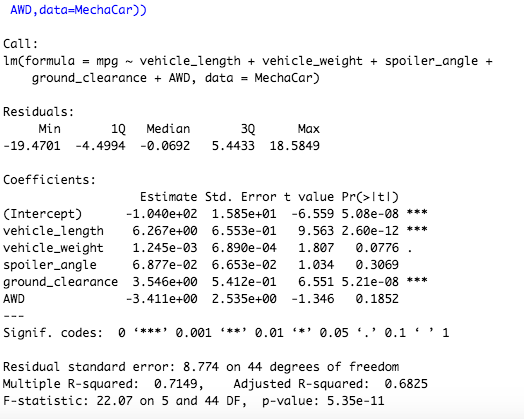 AWD,data=MechaCar))
Call:
lm(formula = mpg ~ vehicle_length + vehicle_weight + spoiler_angle +
    ground_clearance + AWD, data = MechaCar)
Residuals:
     Min       1Q   Median       3Q      Max
-19.4701  -4.4994  -0.0692   5.4433  18.5849
Coefficients:
                   Estimate Std. Error t value Pr(>|t|)
(Intercept)      -1.040e+02  1.585e+01  -6.559 5.08e-08 ***
vehicle_length    6.267e+00  6.553e-01   9.563 2.60e-12 ***
vehicle_weight    1.245e-03  6.890e-04   1.807   0.0776 .
spoiler_angle     6.877e-02  6.653e-02   1.034   0.3069
ground_clearance  3.546e+00  5.412e-01   6.551 5.21e-08 ***
AWD              -3.411e+00  2.535e+00  -1.346   0.1852
---
Signif. codes:  0 ‘***’ 0.001 ‘**’ 0.01 ‘*’ 0.05 ‘.’ 0.1 ‘ ’ 1
Residual standard error: 8.774 on 44 degrees of freedom
Multiple R-squared:  0.7149,    Adjusted R-squared:  0.6825
F-statistic: 22.07 on 5 and 44 DF,  p-value: 5.35e-11